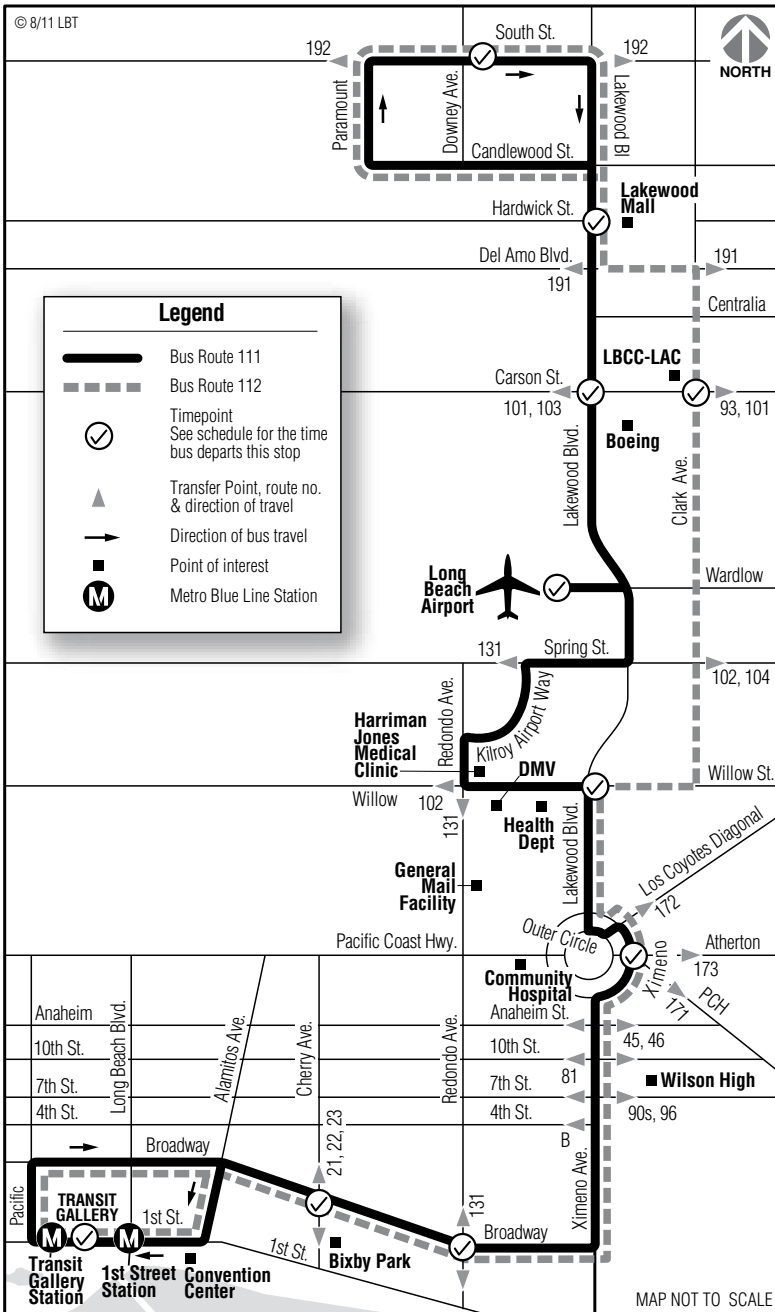 © 8/11 LBT
South St.
192
192
NORTH
Paramount
Downey Ave.
Lakewood Bl
Candlewood St.
Lakewood
Mall
Hardwick St.
Del Amo Blvd.
191
191
Centralia
Legend
Bus Route 111
Bus Route 112
Timepoint
See schedule for the time
bus departs this stop
Transfer Point, route no.
& direction of travel
Direction of bus travel
Point of interest
M
Metro Blue Line Station
LBCC-LAC
Carson St.
101, 103
93, 101
Boeing
Lakewood Blvd.
Clark Ave.
Long
Beach
Airport
Wardlow
131
Spring St.
102, 104
Redondo Ave.
Kilroy Airport Way
Harriman
Jones
Medical
Clinic
DMV
Willow St.
Willow
102
131
Health
Dept
Lakewood Blvd.
Los Coyotes Diagonal
172
General
Mail
Facility
Pacific Coast Hwy.
Outer Circle
Atherton
173
Ximeno
PCH
171
Community
Hospital
Anaheim
Long Beach Blvd.
Alamitos Ave.
Cherry Ave.
Redondo Ave.
Anaheim St.
45, 46
10th St.
10th St.
81
Wilson High
7th St.
7th St.
90s, 96
4th St.
4th St.
B
Ximeno Ave.
Broadway
21, 22, 23
131
Pacific
TRANSIT
GALLERY
1st St.
Broadway
M
M
Transit
Gallery
Station
1st Street
Station
Convention
Center
1st St.
Bixby Park
MAP NOT TO SCALE